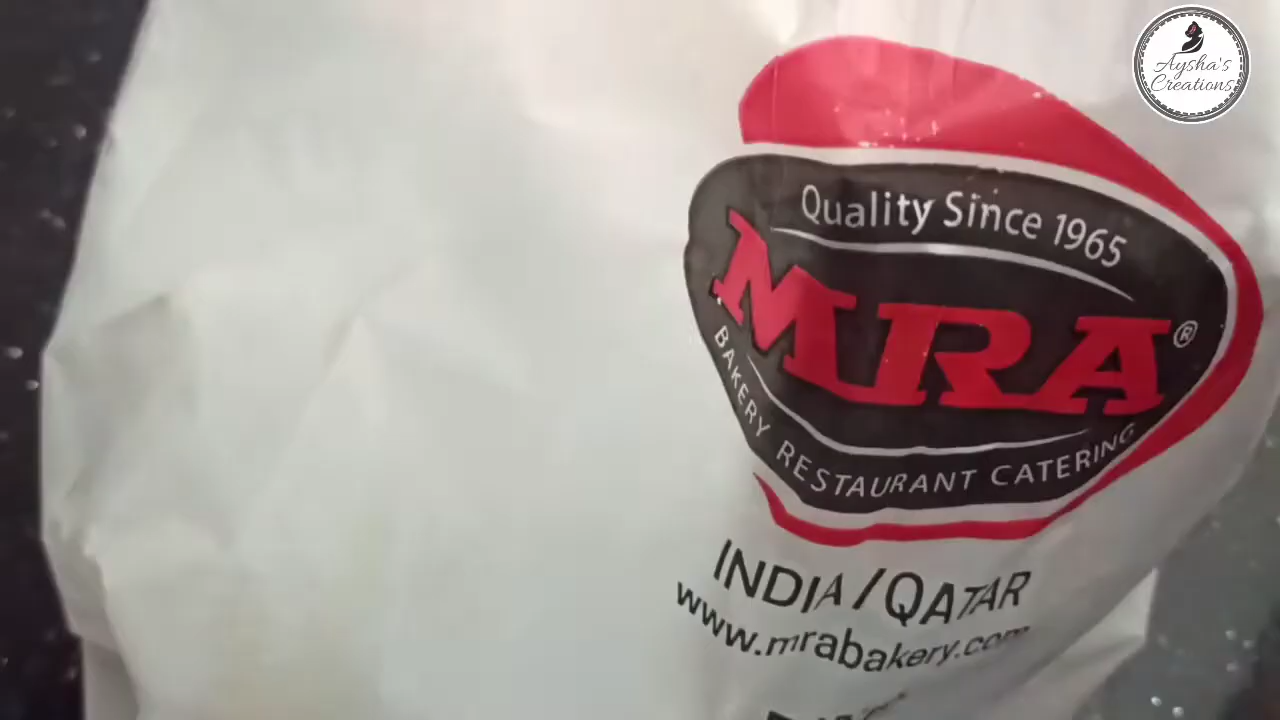 Aysha's
Creations
Quality Since 1965
MRA®
BAKERY RESTAURANT CATERING
INDIA/QATAR
www.mrabakery.com